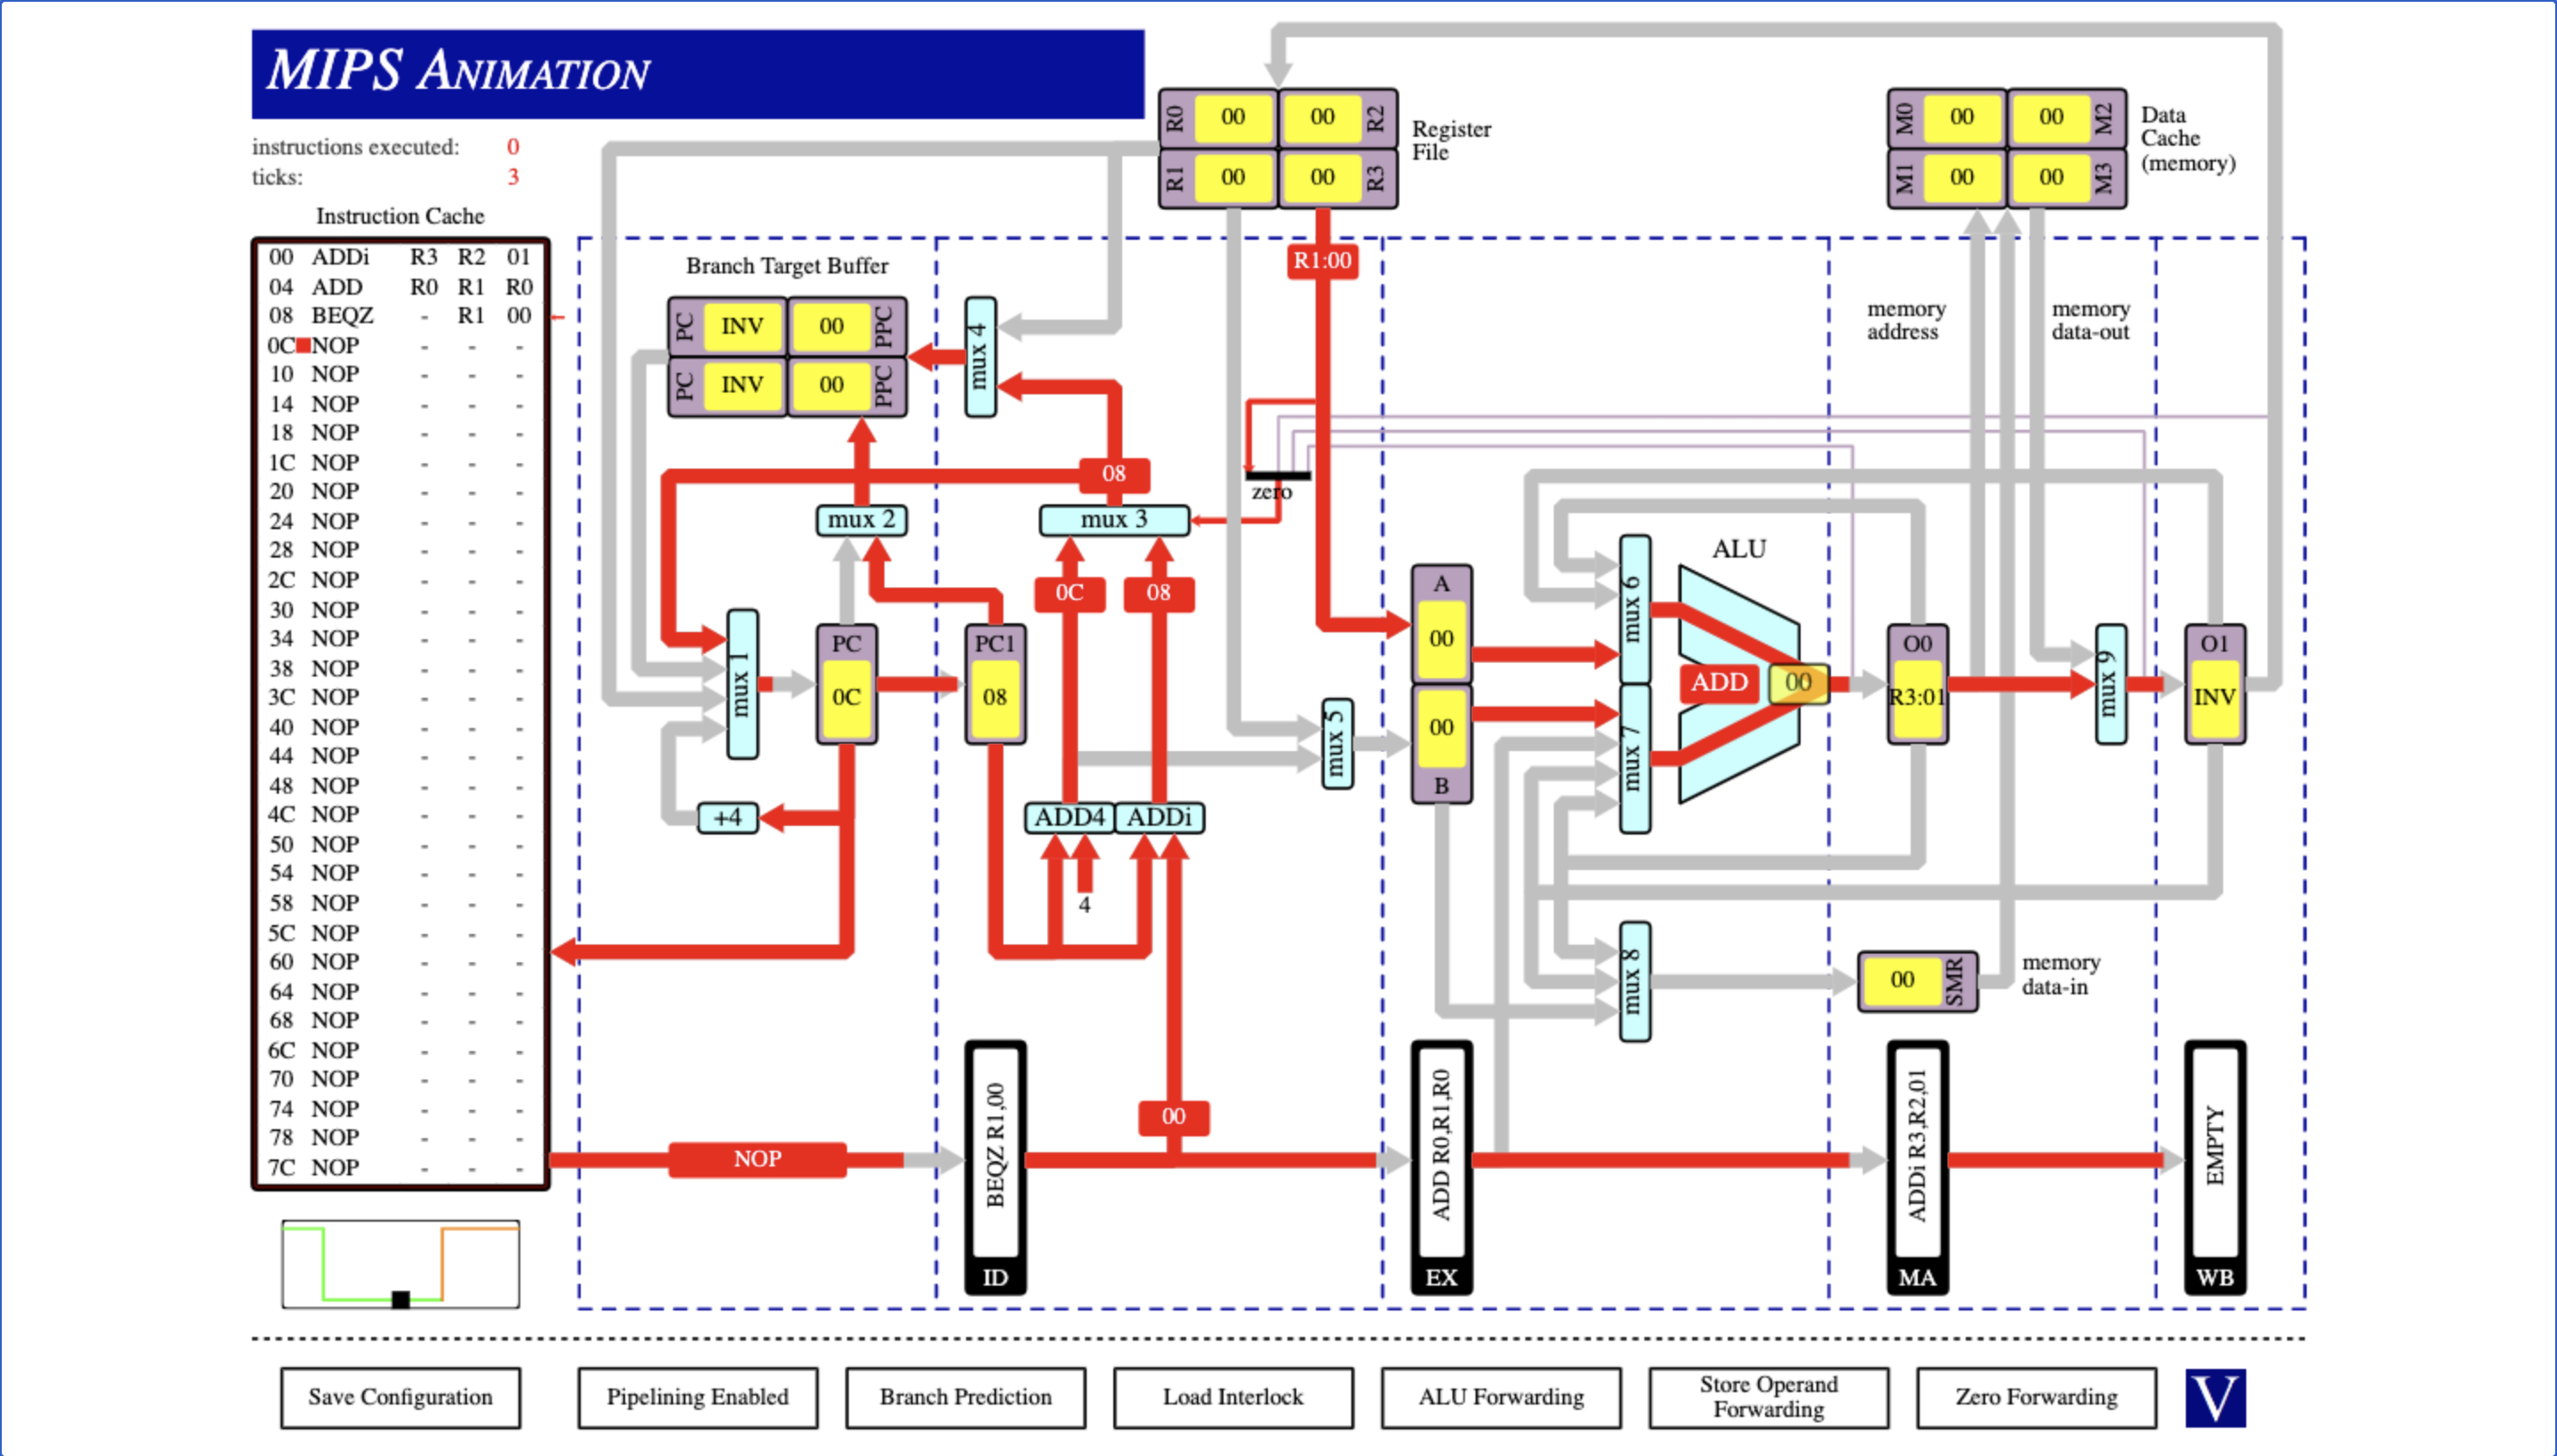 MIPS ANIMATION
instructions executed: 0
ticks: 3
Instruction Cache
00 ADDi R3 R2 01
04 ADD R0 R1 R0
08 BEQZ - R1 00
0C NOP - - -
10 NOP - - -
14 NOP - - -
18 NOP - - -
1C NOP - - -
20 NOP - - -
24 NOP - - -
28 NOP - - -
2C NOP - - -
30 NOP - - -
34 NOP - - -
38 NOP - - -
3C NOP - - -
40 NOP - - -
44 NOP - - -
48 NOP - - -
4C NOP - - -
50 NOP - - -
54 NOP - - -
58 NOP - - -
5C NOP - - -
60 NOP - - -
64 NOP - - -
68 NOP - - -
6C NOP - - -
70 NOP - - -
74 NOP - - -
78 NOP - - -
7C NOP - - -
R0 00 00 R2
R1 00 00 R3
Register
File
M0 00 00 M2
M1 00 00 M3
Data
Cache
(memory)
Branch Target Buffer
PC INV 00 PPC
PC INV 00 PPC
mux 4
R1:00
memory
address
memory
data-out
08
zero
mux 2
mux 3
0C
08
mux 1
PC
0C
PC1
08
+4
ADD4
ADDi
4
mux 5
A
00
00
B
mux 6
mux 7
ALU
ADD
00
O0
R3:01
mux 9
O1
INV
mux 8
00 SMR
memory
data-in
00
NOP
BEQZ R1,00
ID
ADD R0,R1,R0
EX
ADDi R3,R2,01
MA
EMPTY
WB
Save Configuration
Pipelining Enabled
Branch Prediction
Load Interlock
ALU Forwarding
Store Operand
Forwarding
Zero Forwarding
V